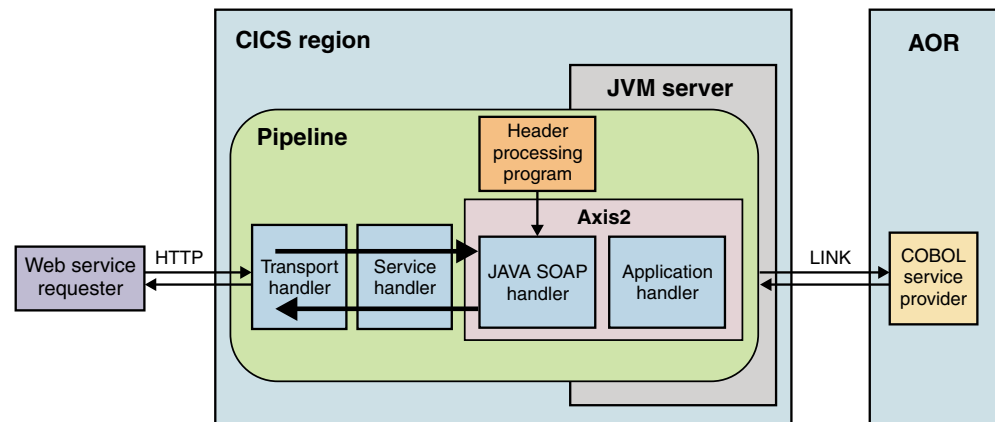 CICS region
AOR
JVM server
Pipeline
Header
processing
program
Axis2
Web service
requester
HTTP
Transport
handler
Service
handler
JAVA SOAP
handler
Application
handler
LINK
COBOL
service
provider